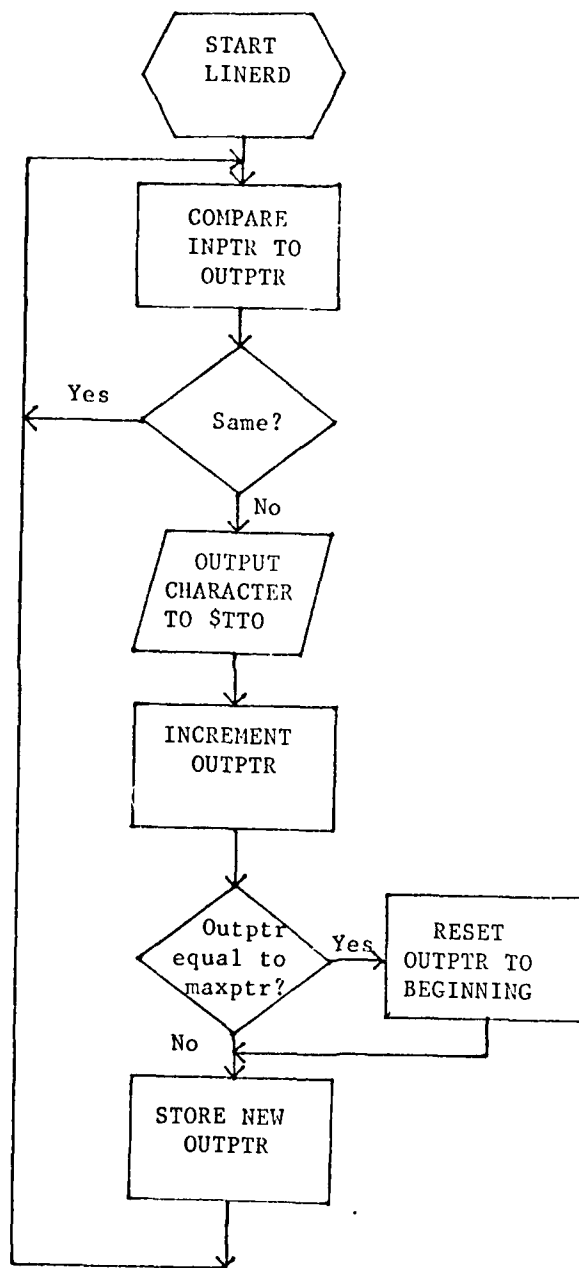 START
LINERD
COMPARE
INPTR TO
OUTPTR
Same?
Yes
No
OUTPUT
CHARACTER
TO $TTO
INCREMENT
OUTPTR
Outptr
equal to
maxptr?
Yes
RESET
OUTPTR TO
BEGINNING
No
STORE NEW
OUTPTR